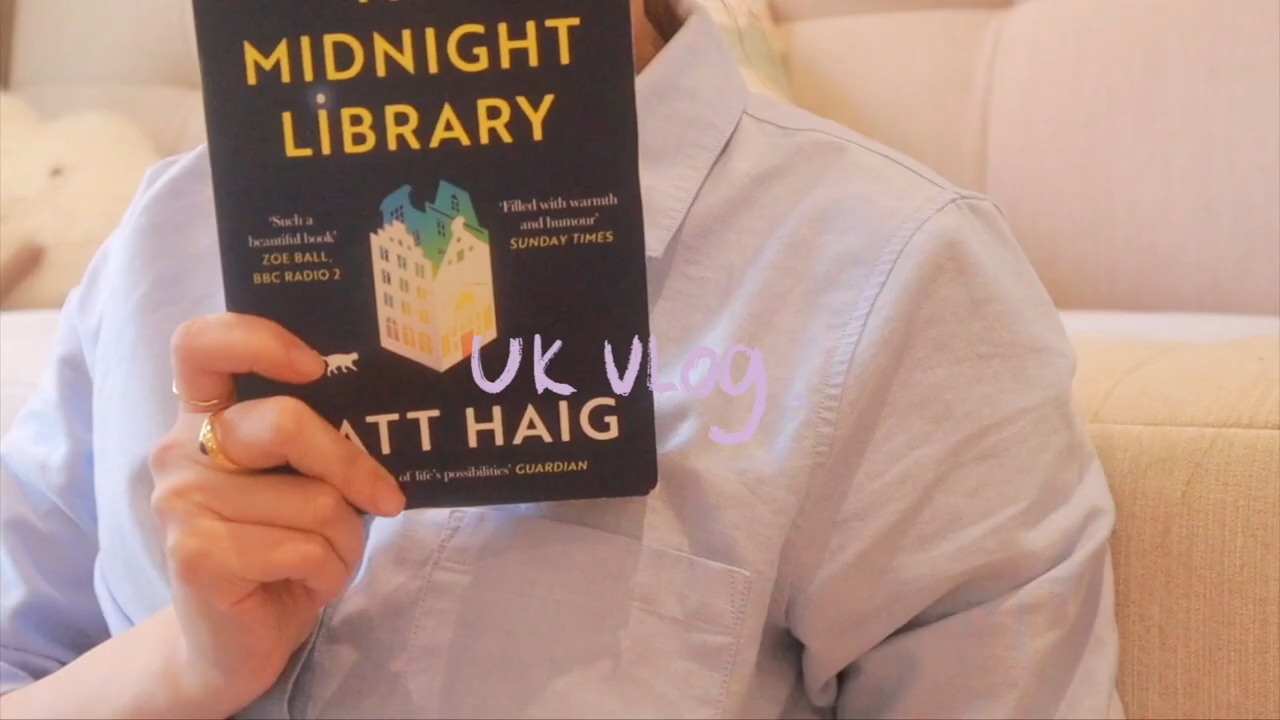 MIDNIGHT
LiBRARY
'Such a
beautiful book'
ZOE BALL,
BBC RADIO 2
'Filled with warmth
and humour'
SUNDAY TIMES
UK VLOG
ATT HAIG
of life's possibilities' GUARDIAN